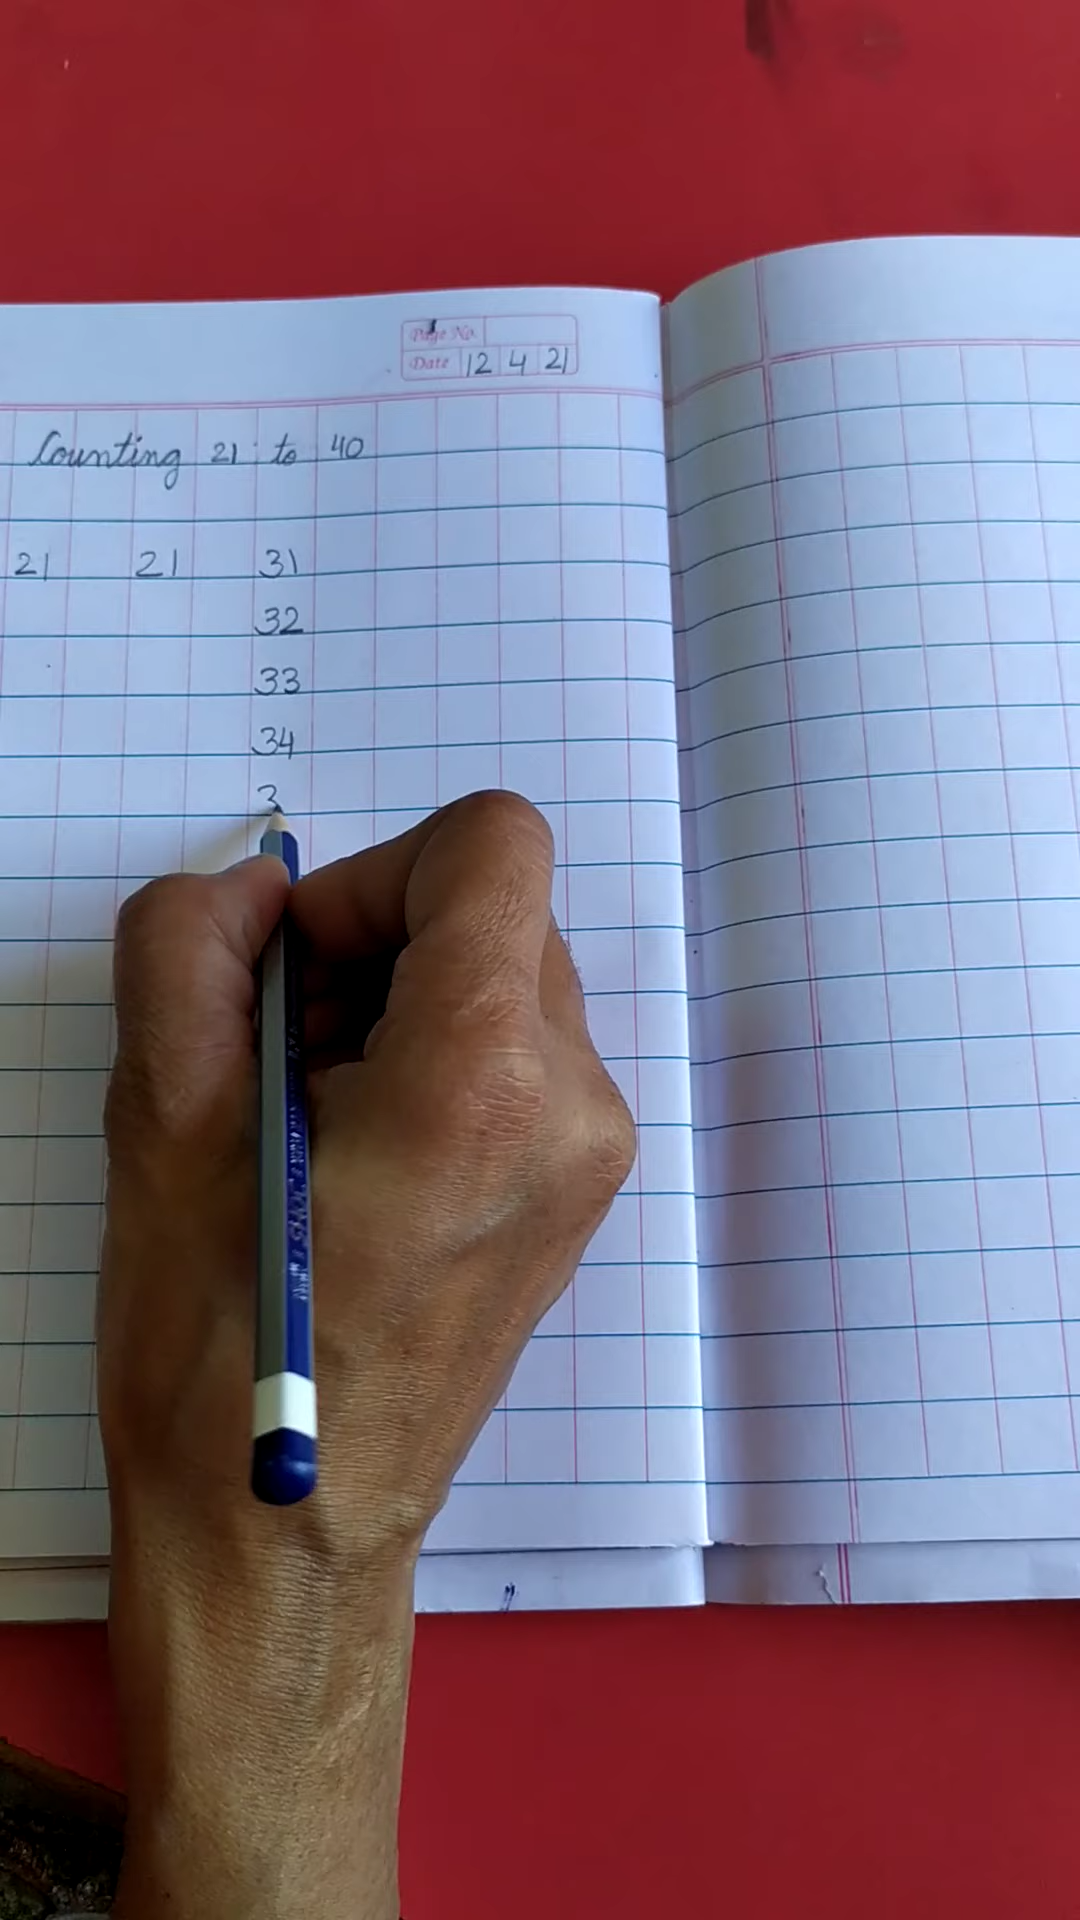 Page No.
Date 12 4 21
Counting 21 to 40
21 21 31
32
33
34
3